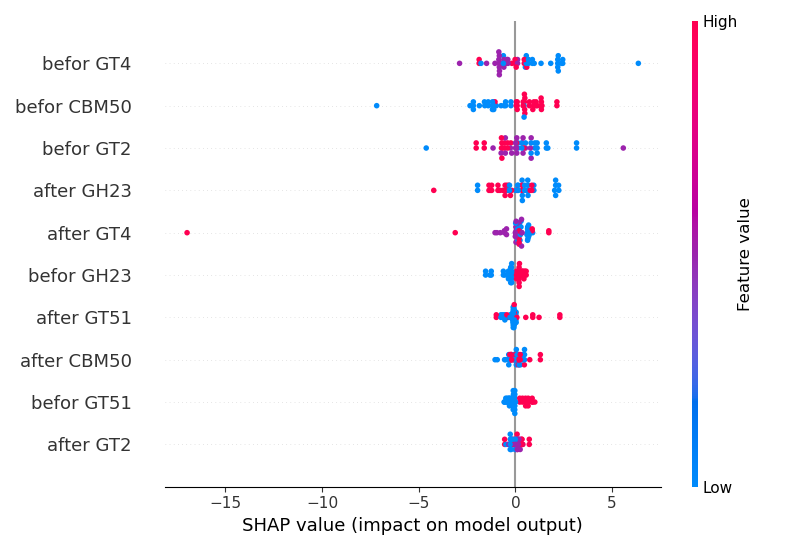 High
befor GT4
befor CBM50
befor GT2
after GH23
after GT4
befor GH23
after GT51
after CBM50
befor GT51
after GT2
Feature value
Low
−15
−10
−5
0
5
SHAP value (impact on model output)